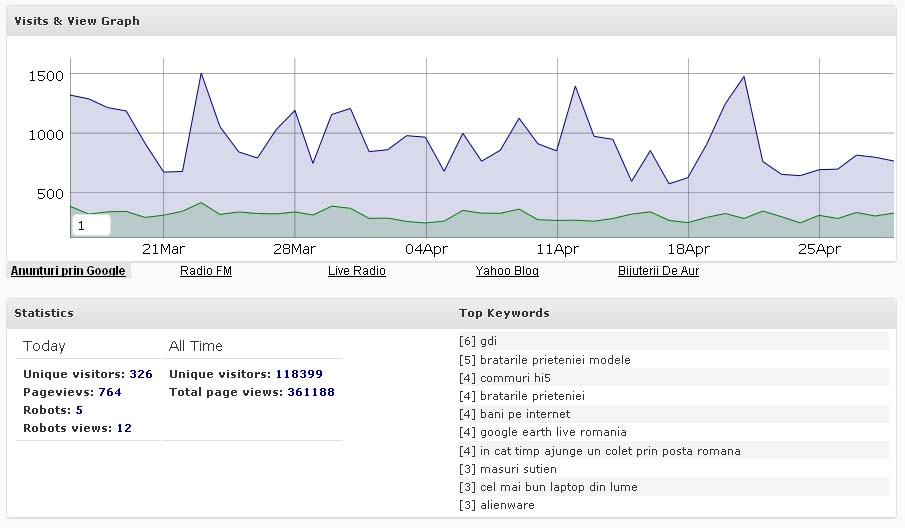 Visits & View Graph
1500
1000
500
1
21Mar 28Mar 04Apr 11Apr 18Apr 25Apr
Anunţuri prin Google Radio FM Live Radio Yahoo Blog Bijuterii De Aur
Statistics
Today All Time
Unique visitors: 326 Unique visitors: 118399
Pagevievs: 764 Total page views: 361188
Robots: 5
Robots views: 12
Top Keywords
[6] gdi
[5] bratarile prieteniei modele
[4] commuri hi5
[4] bratarile prieteniei
[4] bani pe internet
[4] google earth live romania
[4] in cat timp ajunge un colet prin posta romana
[3] masuri sutien
[3] cel mai bun laptop din lume
[3] alienware